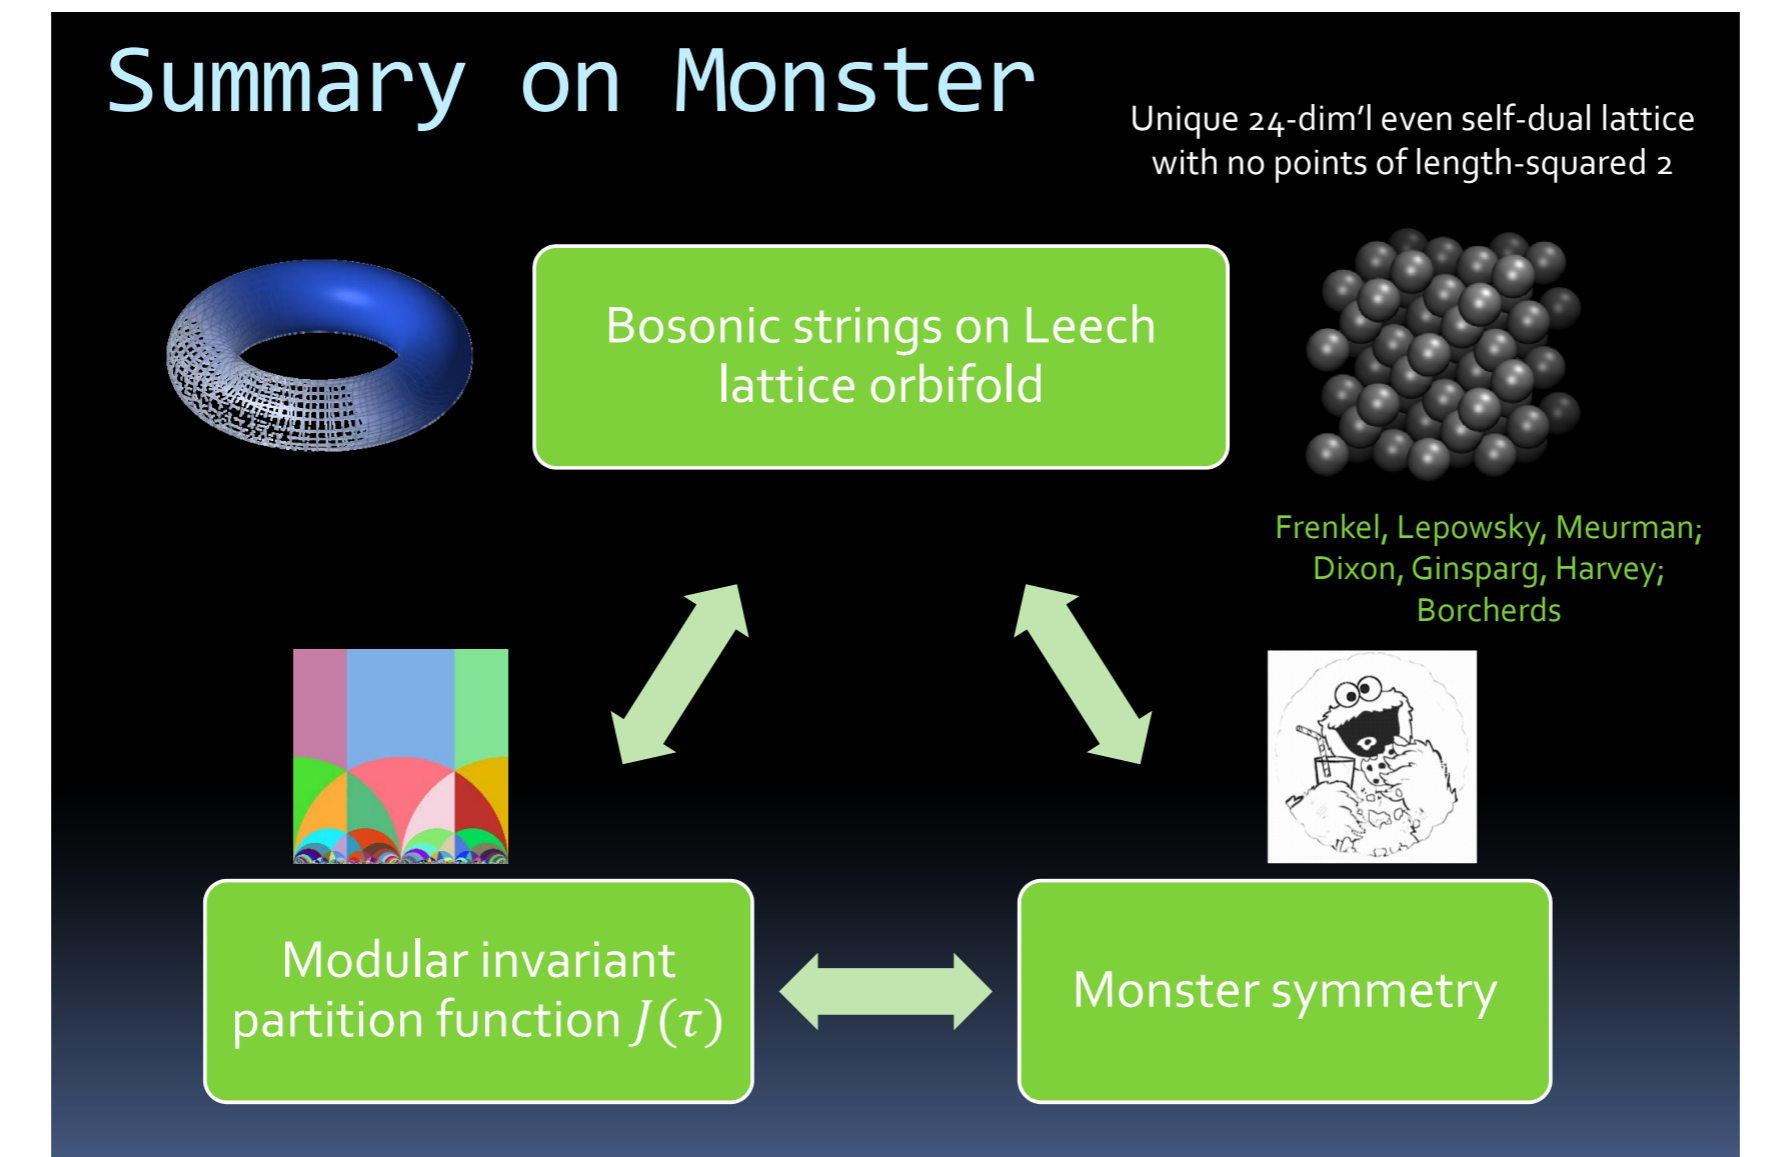 Summary on Monster
Unique 24-dim’l even self-dual lattice
with no points of length-squared 2
Bosonic strings on Leech
lattice orbifold
Frenkel, Lepowsky, Meurman;
Dixon, Ginsparg, Harvey;
Borcherds
Modular invariant
partition function J(τ)
Monster symmetry